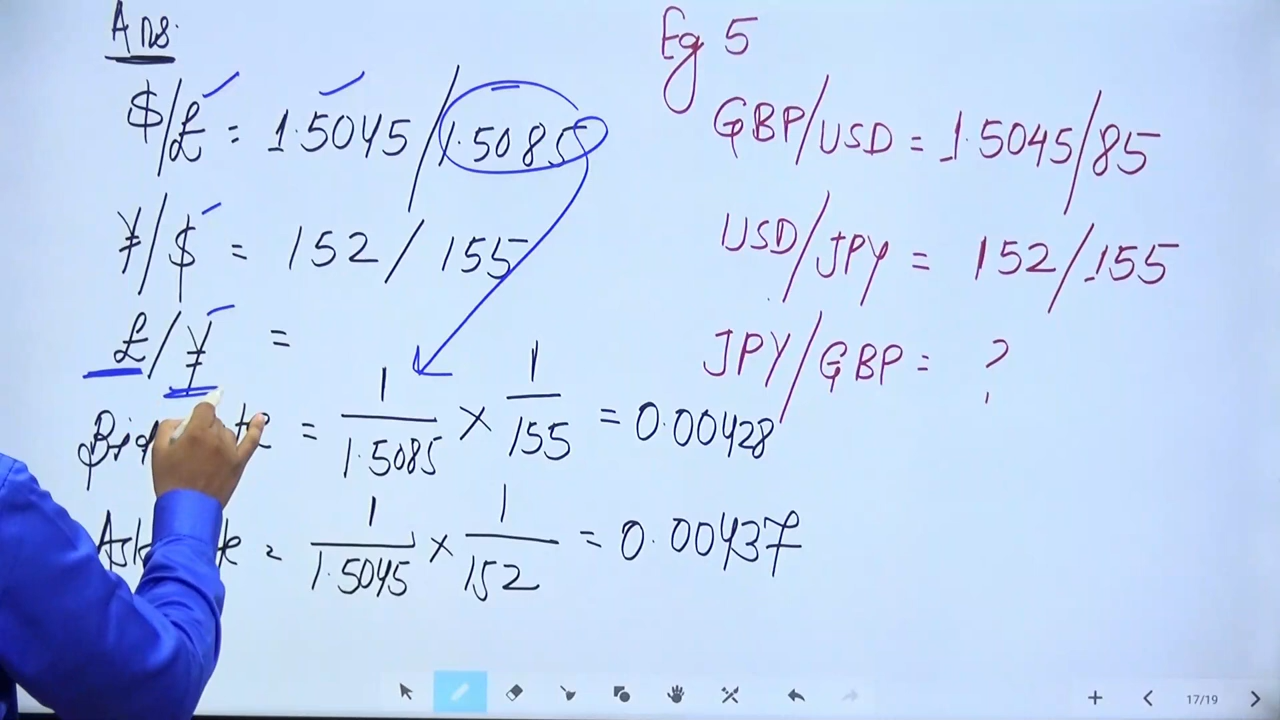 Ans.
$/£ = 1.5045/1.5085
¥/$ = 152/155
£/¥ =
= 1/1.5085 × 1/155 = 0.00428
= 1/1.5045 × 1/152 = 0.00437
Eg 5
GBP/USD = 1.5045/85
USD/JPY = 152/155
JPY/GBP = ?
17/19